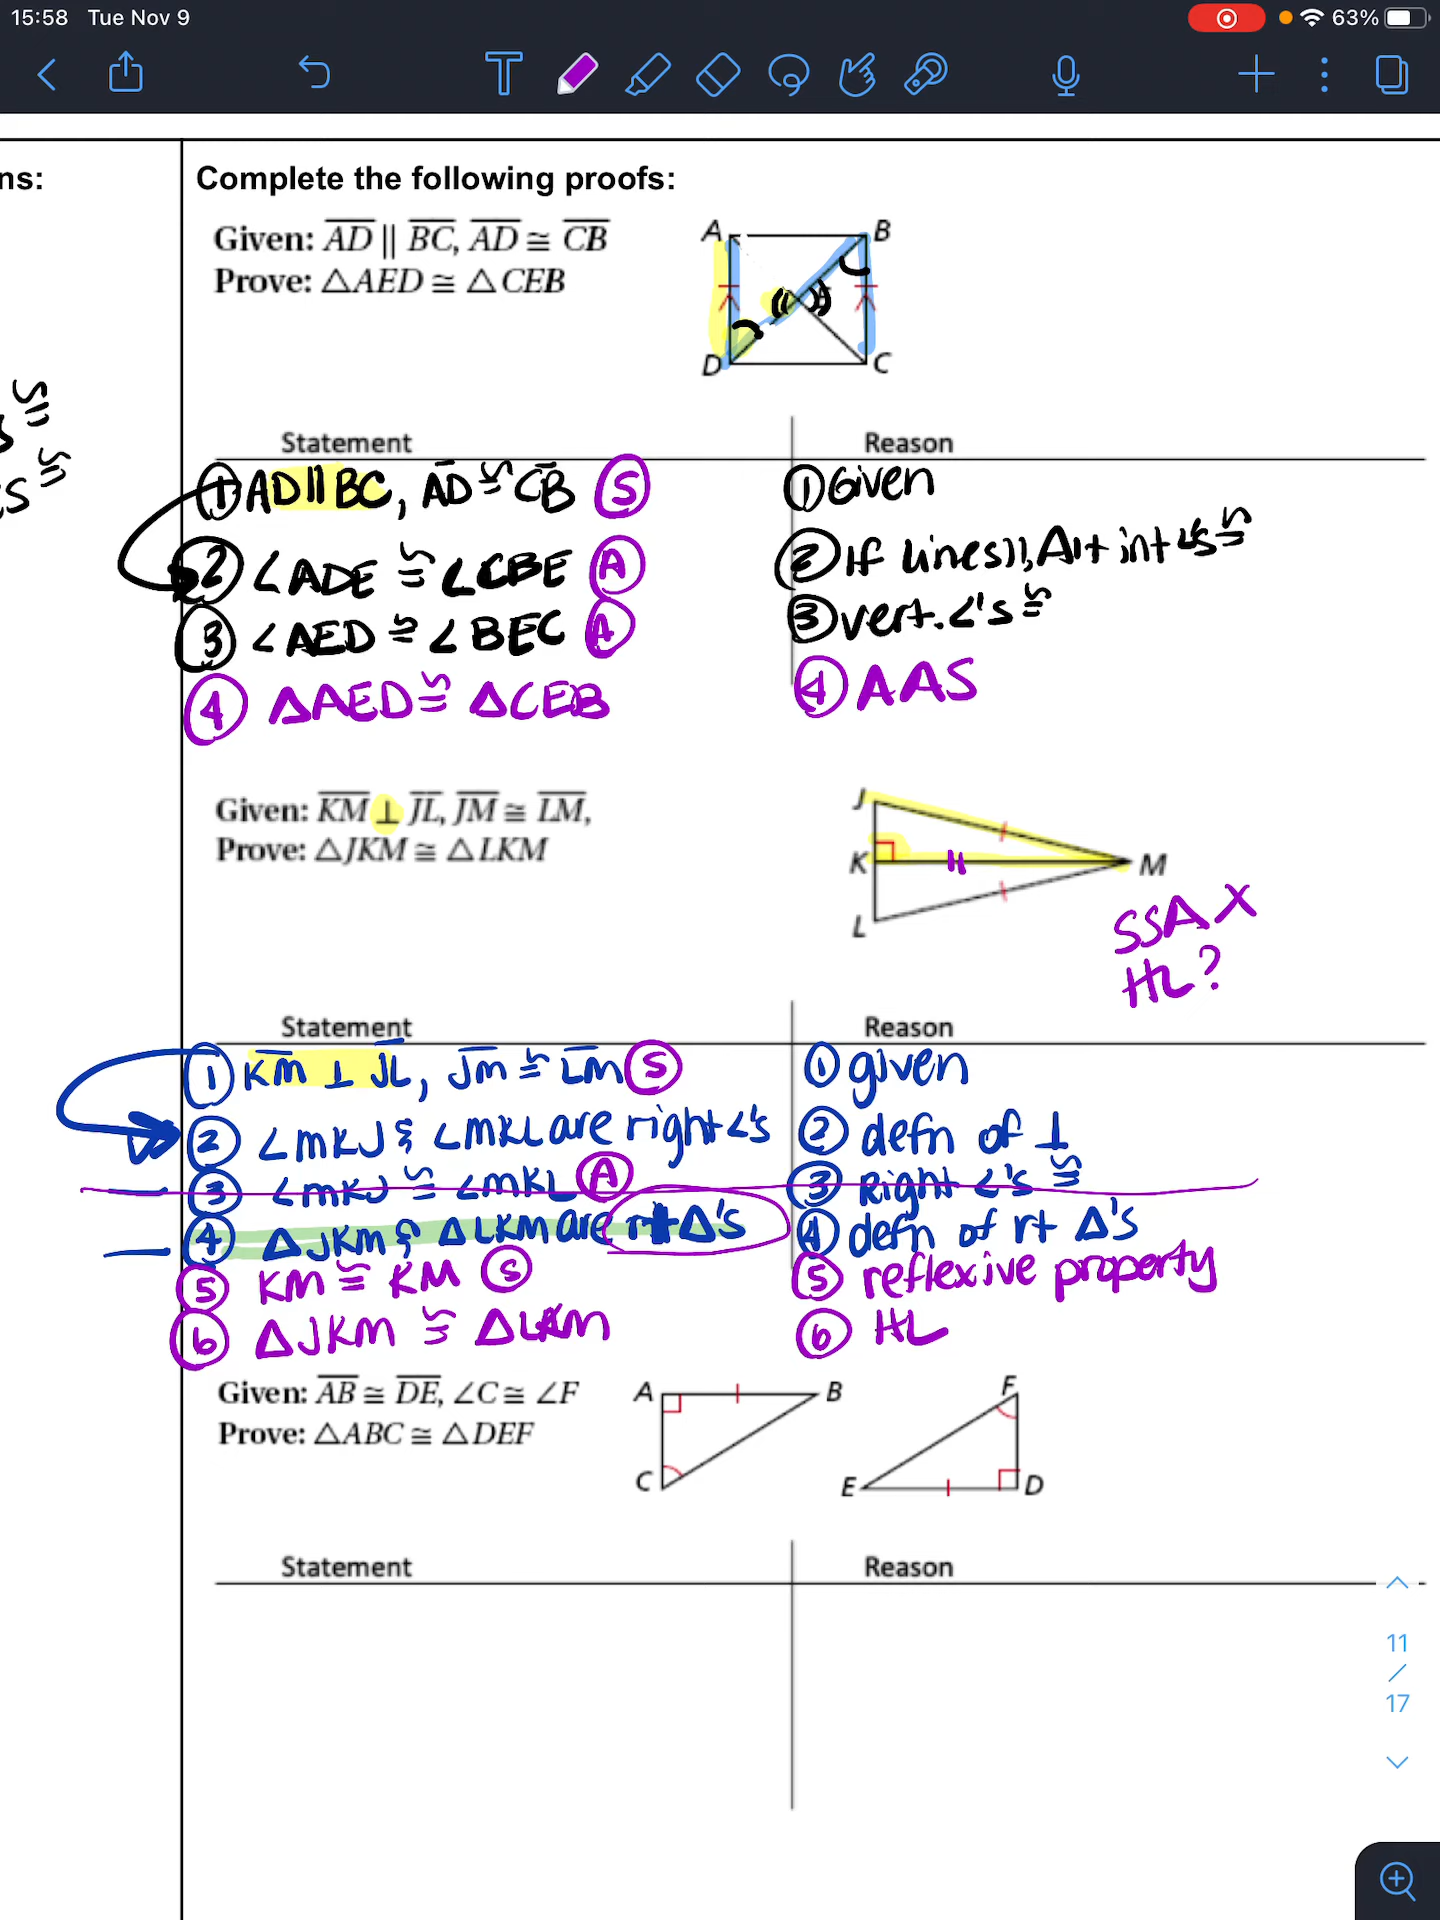 15:58 Tue Nov 9 63%
ns:
Complete the following proofs:
Given: AD || BC, AD ≅ CB
Prove: △AED ≅ △CEB
A B
D C
≅
s ≅
Statement Reason
① AD || BC, AD ≅ CB Ⓢ ① Given
② ∠ADE ≅ ∠CBE Ⓐ ② If lines ||, Alt int ∠'s ≅
③ ∠AED ≅ ∠BEC Ⓐ ③ vert. ∠'s ≅
④ △AED ≅ △CEB ④ AAS
Given: KM ⊥ JL, JM ≅ LM,
Prove: △JKM ≅ △LKM
J
K M
L
SSA X
HL?
Statement Reason
① KM ⊥ JL, JM ≅ LM Ⓢ ① given
② ∠MKJ & ∠MKL are right ∠'s ② defn of ⊥
③ ∠MKJ ≅ ∠MKL Ⓐ ③ Right ∠'s ≅
④ △JKM & △LKM are rt △'s ④ defn of rt △'s
⑤ KM ≅ KM Ⓢ ⑤ reflexive property
⑥ △JKM ≅ △LKM ⑥ HL
Given: AB ≅ DE, ∠C ≅ ∠F
Prove: △ABC ≅ △DEF
A B F
C E D
Statement Reason
11
/
17